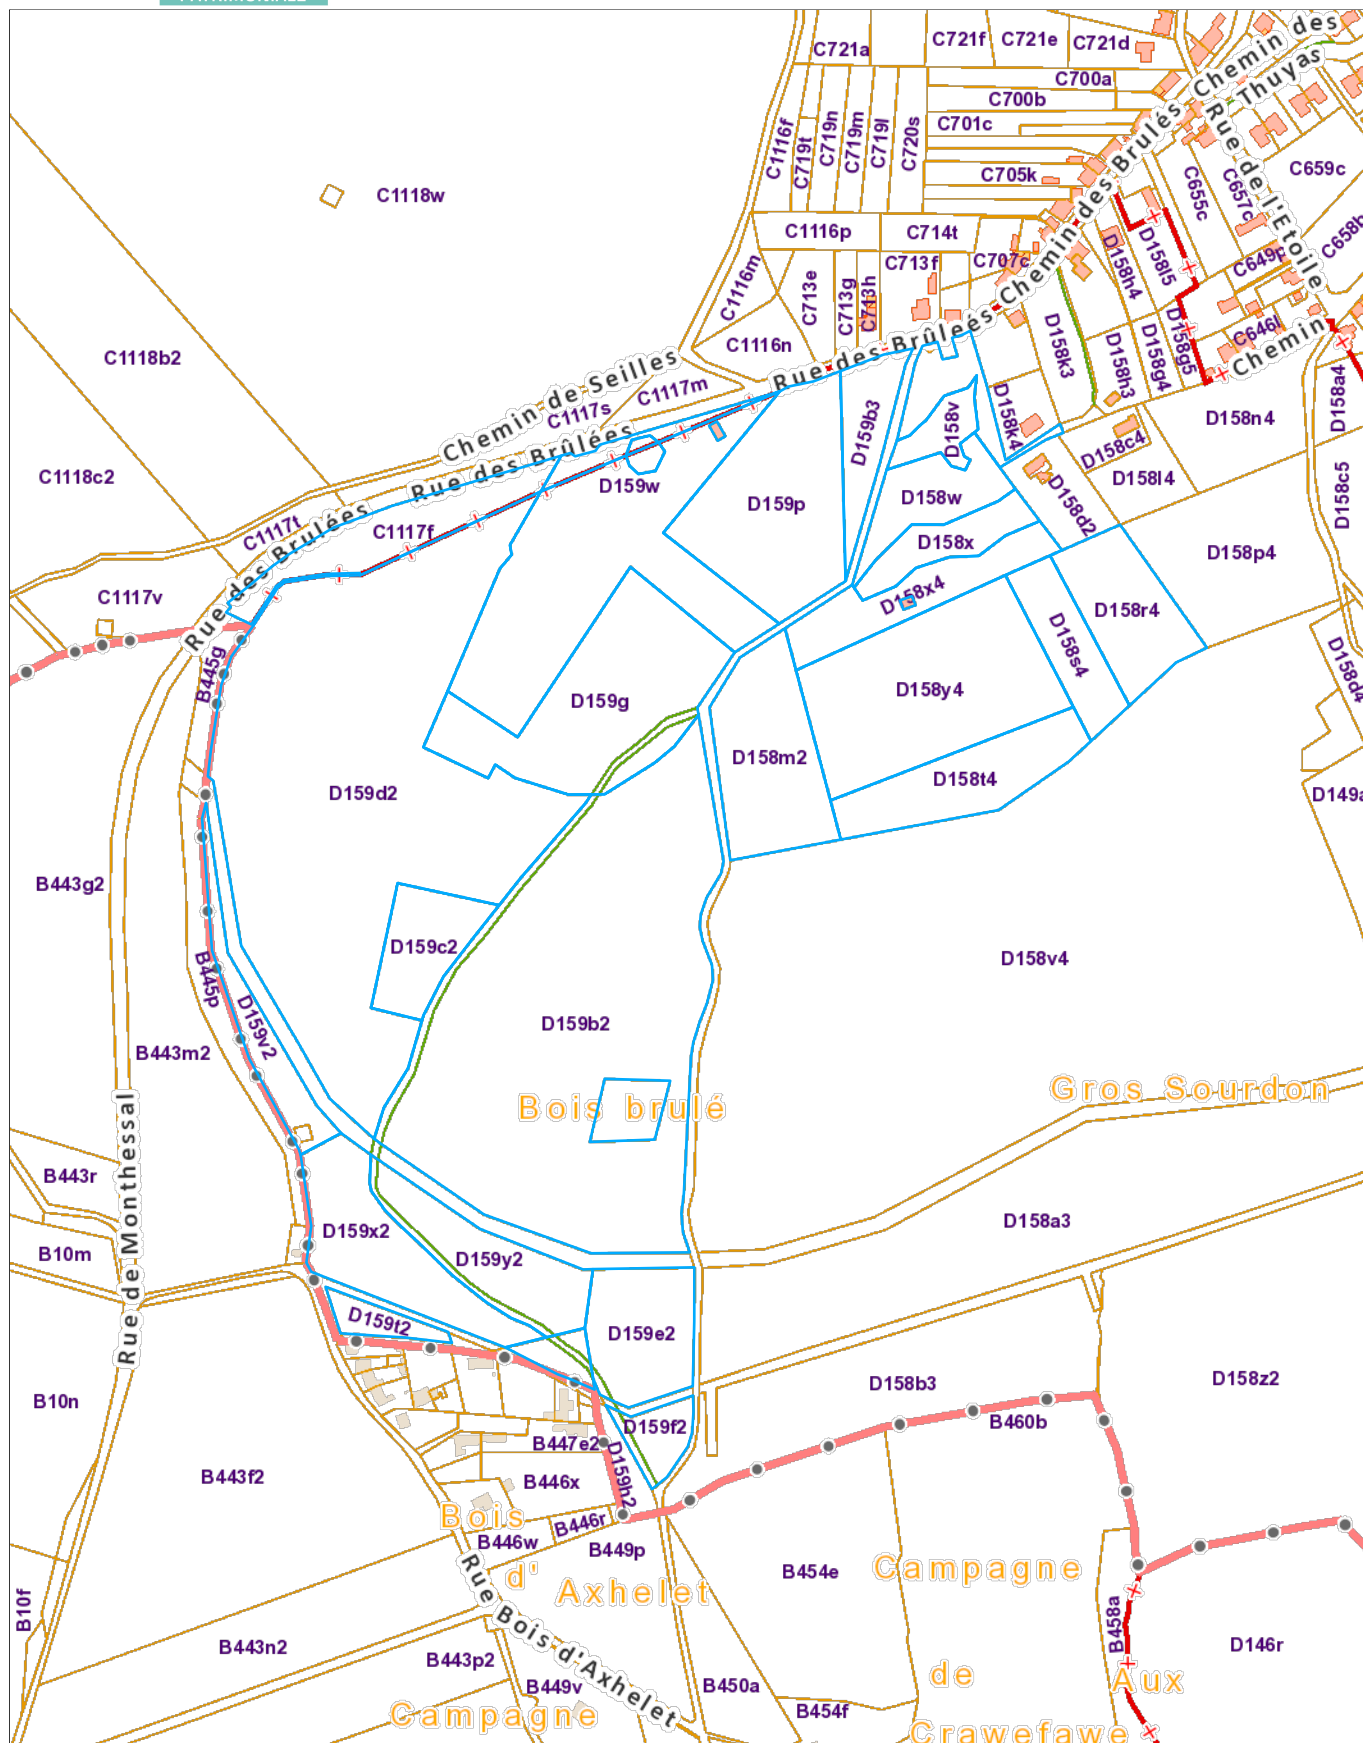 C721a
C721f
C721e
C721d
Chemin des
Thuyas
C700a
C700b
C701c
C1116f
C719t
C719n
C719m
C719l
C720s
C705k
Rue de l'Etoile
C659c
C655c
C657c
C1118w
C1116p
C714t
C707c
Chemin des Brulés
D158h4
D158l5
C649p
C658b
C1116m
C713e
C713g
C713h
C713f
D158k3
D158g5
C646l
Chemin
C1118b2
C1116n
Rue des Brûleés
D158h3
D158g4
D158a4
Chemin de Seilles
C1117m
C1117s
D159b3
D158v
D158k4
D158n4
Rue des Brûlées
D158c4
D158l4
C1118c2
D159w
D159p
D158w
D158d2
D158c5
C1117t
C1117f
D158x
D158p4
Rue des Brulées
C1117v
D158x4
D158r4
D158s4
B445g
D159g
D158y4
D158d4
D158m2
D158t4
D159d2
D149a
B443g2
D159c2
D158v4
B445p
D159v2
D159b2
B443m2
Gros Sourdon
Bois brulé
Rue de Monthessal
B443r
D158a3
B10m
D159x2
D159y2
D159t2
D159e2
D158b3
D158z2
B10n
B460b
D159f2
B447e2
D159h2
B443f2
B446x
Bois
B446r
B446w
B449p
d'
Axhelet
B454e
Campagne
B10f
B458a
Rue Bois d'Axhelet
B443n2
B443p2
D146r
B449v
B450a
de
Aux
Campagne
B454f
Crawefawe